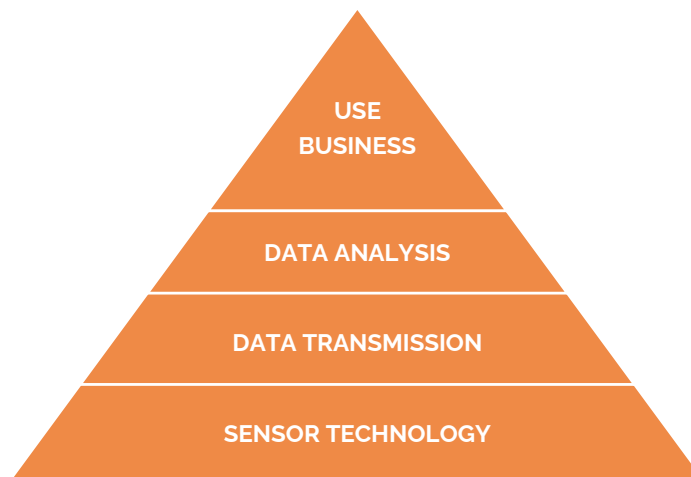 USE
BUSINESS
DATA ANALYSIS
DATA TRANSMISSION
SENSOR TECHNOLOGY